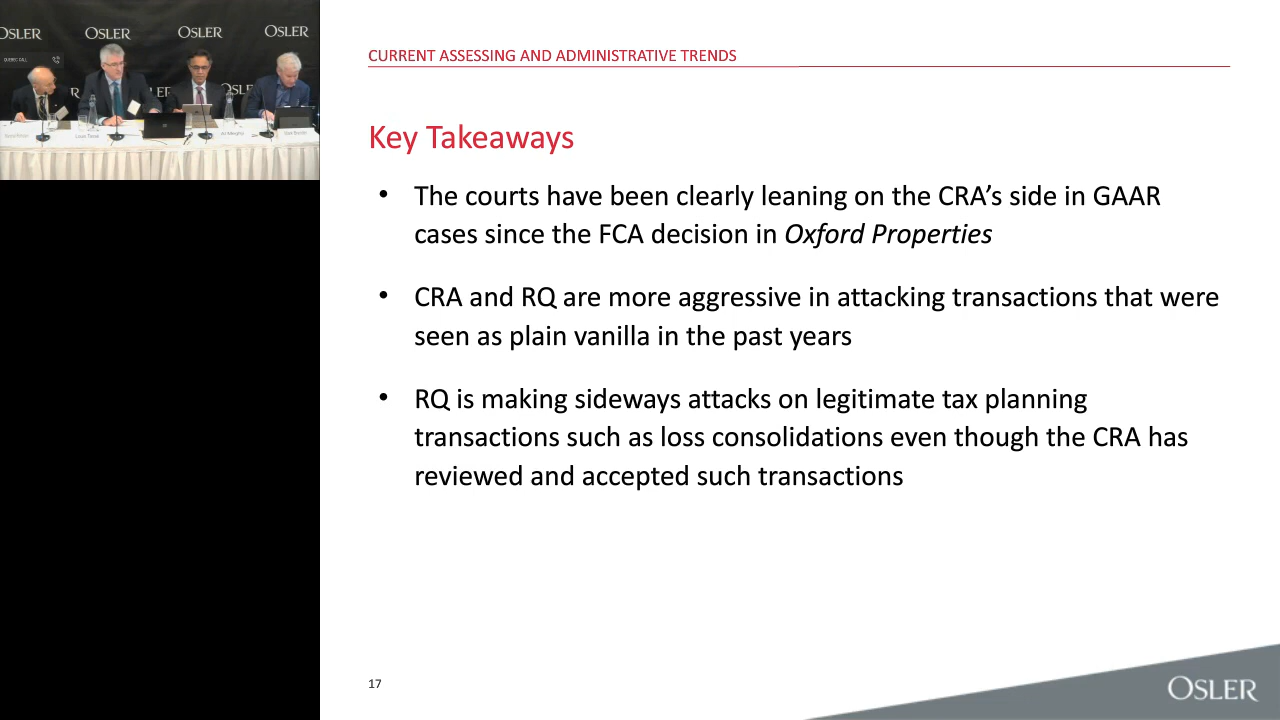 OSLER
OSLER
OSLER
OSLER
CURRENT ASSESSING AND ADMINISTRATIVE TRENDS
Key Takeaways
• The courts have been clearly leaning on the CRA’s side in GAAR
cases since the FCA decision in Oxford Properties
• CRA and RQ are more aggressive in attacking transactions that were
seen as plain vanilla in the past years
• RQ is making sideways attacks on legitimate tax planning
transactions such as loss consolidations even though the CRA has
reviewed and accepted such transactions
17
OSLER